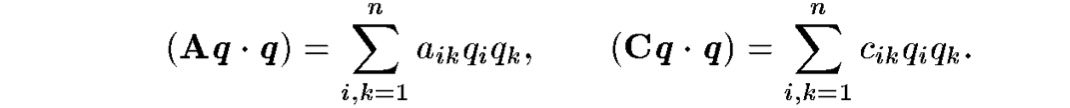 (𝐀𝒒 · 𝒒) = ∑_{i,k=1}^{n} a_{ik} q_i q_k,   (𝐂𝒒 · 𝒒) = ∑_{i,k=1}^{n} c_{ik} q_i q_k.